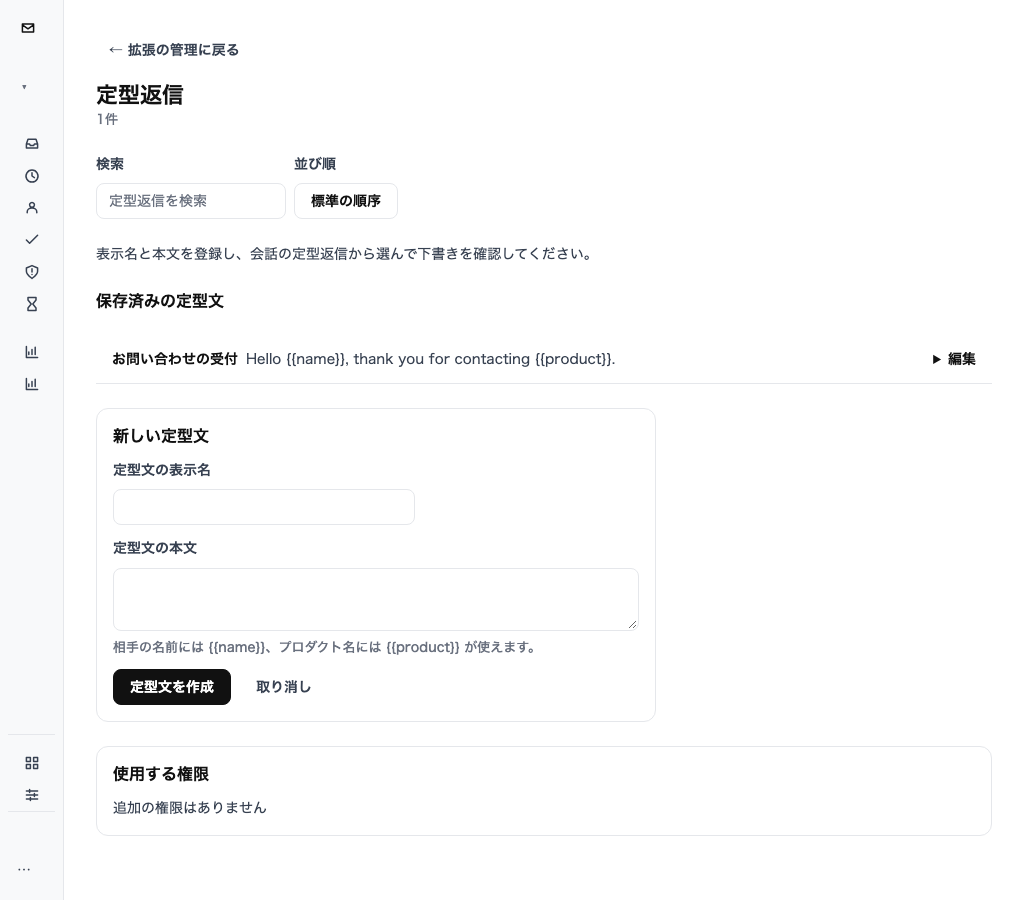 ← 拡張の管理に戻る
定型返信
1件
検索
並び順
定型返信を検索
標準の順序
表示名と本文を登録し、会話の定型返信から選んで下書きを確認してください。
保存済みの定型文
お問い合わせの受付 Hello {{name}}, thank you for contacting {{product}}.
▶ 編集
新しい定型文
定型文の表示名
定型文の本文
相手の名前には {{name}}、プロダクト名には {{product}} が使えます。
定型文を作成
取り消し
使用する権限
追加の権限はありません